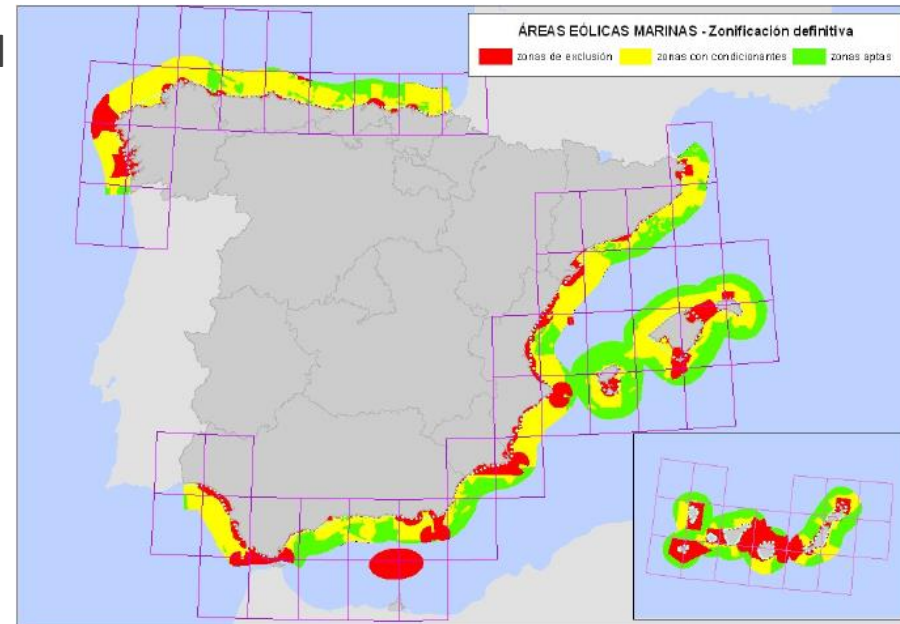 ÁREAS EÓLICAS MARINAS - Zonificación definitiva
zonas de exclusión zonas con condicionantes zonas aptas